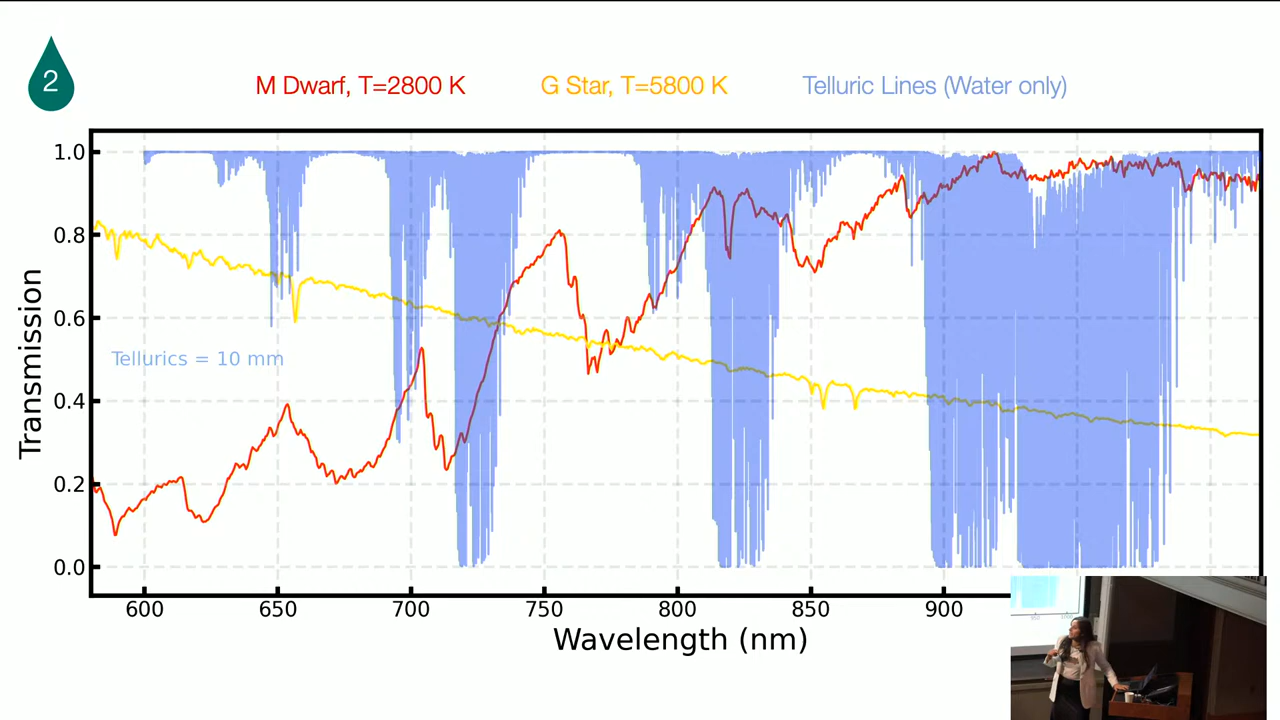 2
M Dwarf, T=2800 K
G Star, T=5800 K
Telluric Lines (Water only)
Transmission
1.0
0.8
0.6
0.4
0.2
0.0
Tellurics = 10 mm
600 650 700 750 800 850 900
Wavelength (nm)